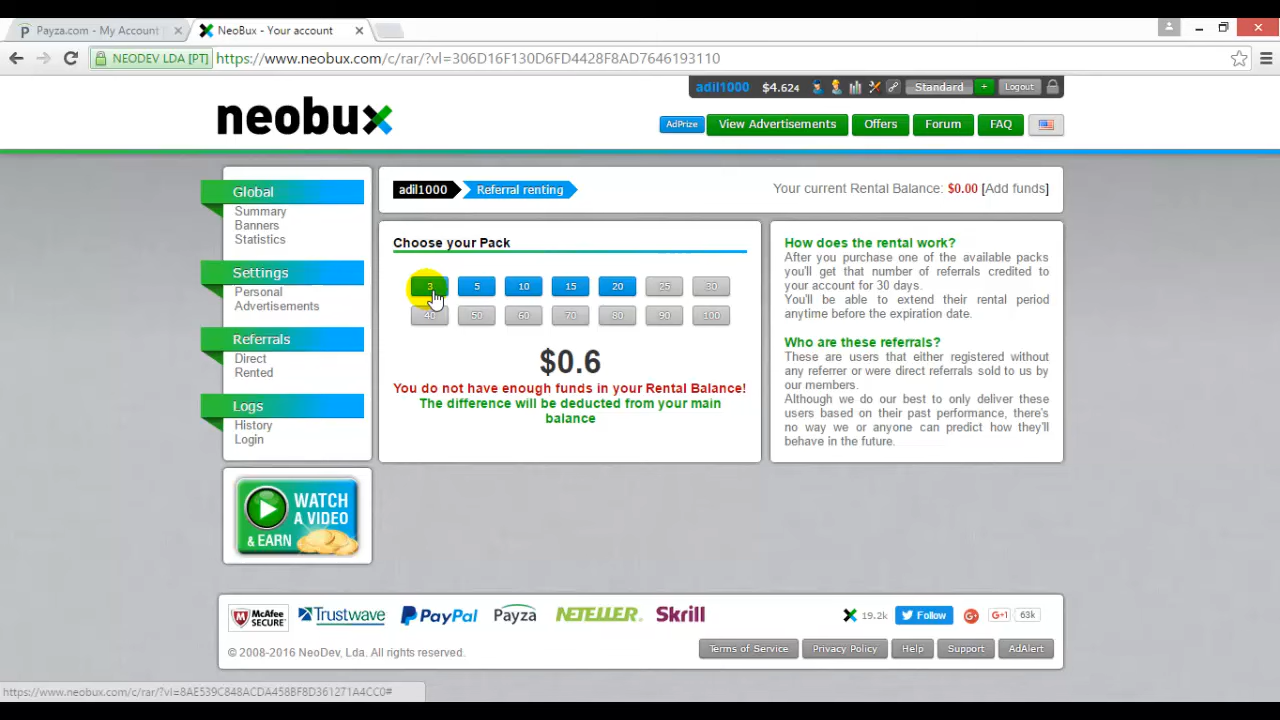 Payza.com - My Account
NeoBux - Your account
NEODEV LDA [PT]
https://www.neobux.com/c/rar/?vl=306D16F130D6FD4428F8AD7646193110
adil1000 $4.624 Standard + Logout
neobux
AdPrize View Advertisements Offers Forum FAQ
Global
Summary
Banners
Statistics
Settings
Personal
Advertisements
Referrals
Direct
Rented
Logs
History
Login
WATCH
A VIDEO
& EARN
adil1000 Referral renting
Your current Rental Balance: $0.00 [Add funds]
Choose your Pack
3 5 10 15 20 25 30
40 50 60 70 80 90 100
$0.6
You do not have enough funds in your Rental Balance!
The difference will be deducted from your main
balance
How does the rental work?
After you purchase one of the available packs
you'll get that number of referrals credited to
your account for 30 days.
You'll be able to extend their rental period
anytime before the expiration date.
Who are these referrals?
These are users that either registered without
any referrer or were direct referrals sold to us by
our members.
Although we do our best to only deliver these
users based on their past performance, there's
no way we or anyone can predict how they'll
behave in the future.
McAfee
SECURE
Trustwave
PayPal
Payza
NETELLER
Skrill
19.2k
Follow
G+1 63k
© 2008-2016 NeoDev, Lda. All rights reserved.
Terms of Service Privacy Policy Help Support AdAlert
https://www.neobux.com/c/rar/?vl=8AE539C848ACDA458BF8D361271A4CC0#